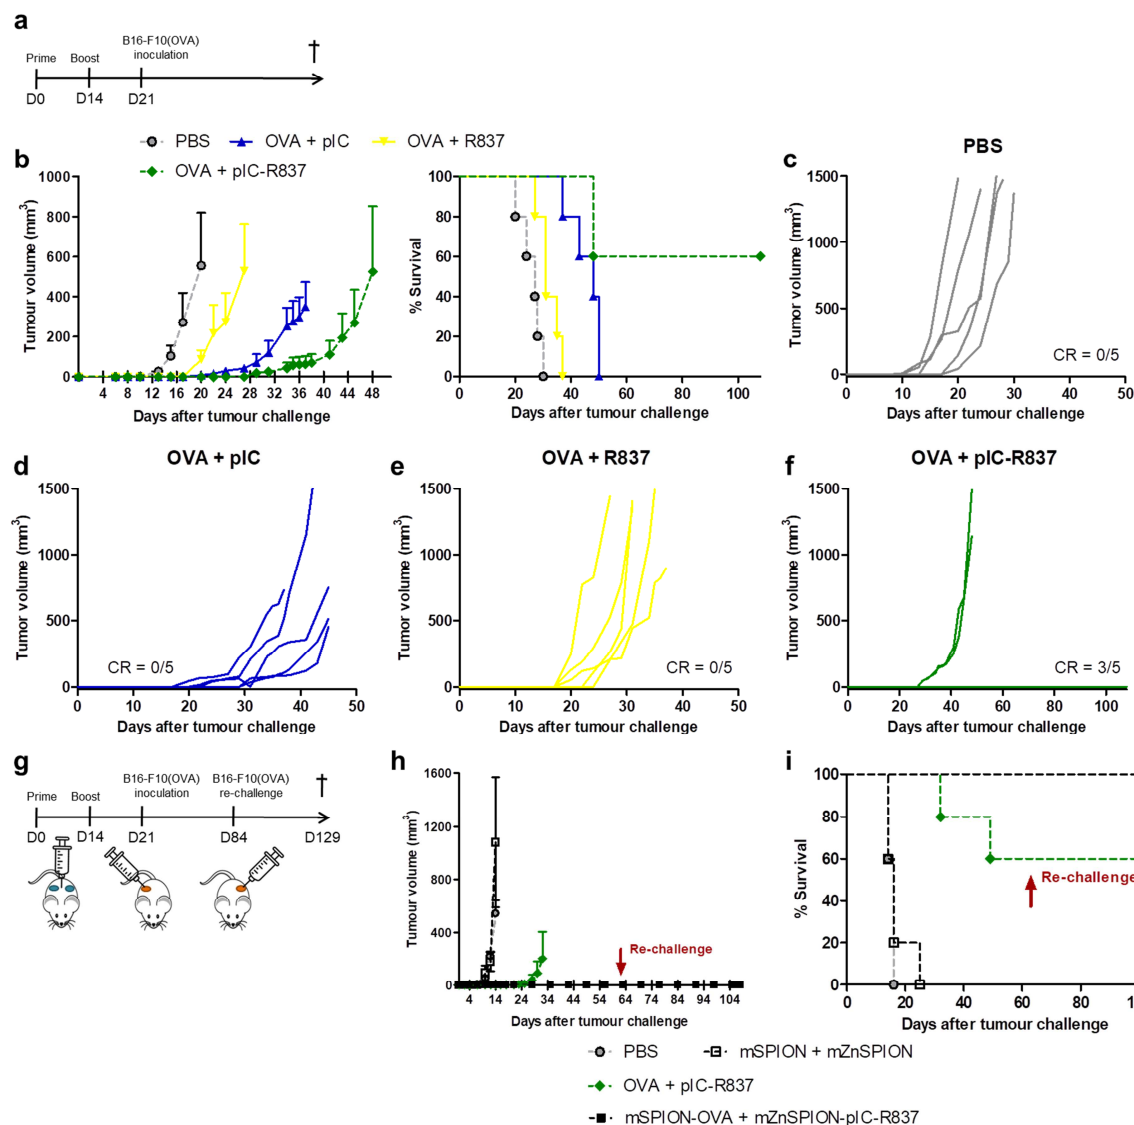 a
B16-F10(OVA)
Prime Boost inoculation
D0 D14 D21
†
PBS OVA + pIC OVA + R837
OVA + pIC-R837
b
1000
800
600
400
200
0
Tumour volume (mm³)
4 8 12 16 20 24 28 32 36 40 44 48
Days after tumour challenge
100
80
60
40
20
0
% Survival
0 20 40 60 80 100
Days after tumour challenge
c
PBS
1500
1000
500
0
Tumor volume (mm³)
CR = 0/5
0 10 20 30 40 50
Days after tumour challenge
d
OVA + pIC
1500
1000
500
0
Tumor volume (mm³)
CR = 0/5
0 10 20 30 40 50
Days after tumour challenge
e
OVA + R837
1500
1000
500
0
Tumor volume (mm³)
CR = 0/5
0 10 20 30 40 50
Days after tumour challenge
f
OVA + pIC-R837
1500
1000
500
0
Tumor volume (mm³)
CR = 3/5
0 20 40 60 80 100
Days after tumour challenge
g
B16-F10(OVA) B16-F10(OVA)
Prime Boost inoculation re-challenge
†
D0 D14 D21 D84 D129
h
1600
1200
800
400
0
Tumour volume (mm³)
Re-challenge
4 14 24 34 44 54 64 74 84 94 104
Days after tumour challenge
i
100
80
60
40
20
0
% Survival
Re-challenge
0 20 40 60 80
Days after tumour challenge
PBS mSPION + mZnSPION
OVA + pIC-R837
mSPION-OVA + mZnSPION-pIC-R837